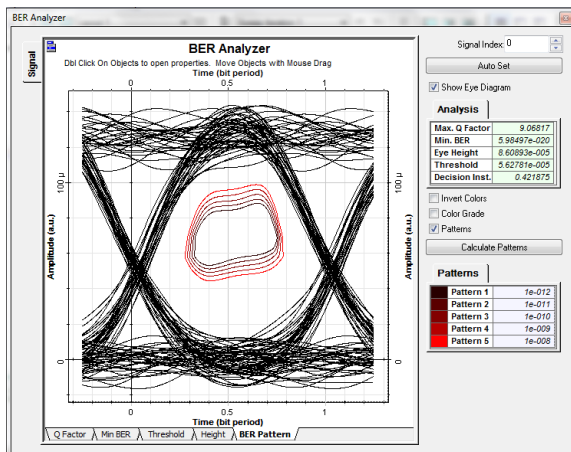 BER Analyzer
Signal Index: 0
Auto Set
Show Eye Diagram
Analysis
Max. Q Factor 9.06817
Min. BER 5.98497e-020
Eye Height 8.60893e-005
Threshold 5.62781e-005
Decision Inst. 0.421875
Invert Colors
Color Grade
Patterns
Calculate Patterns
Patterns
Pattern 1 1e-012
Pattern 2 1e-011
Pattern 3 1e-010
Pattern 4 1e-009
Pattern 5 1e-008
Signal
BER Analyzer
Dbl Click On Objects to open properties. Move Objects with Mouse Drag
Time (bit period)
Amplitude (a.u.)
100 µ
0
Amplitude (a.u.)
100 µ
0
0 0.5 1
Time (bit period)
Q Factor Min BER Threshold Height BER Pattern